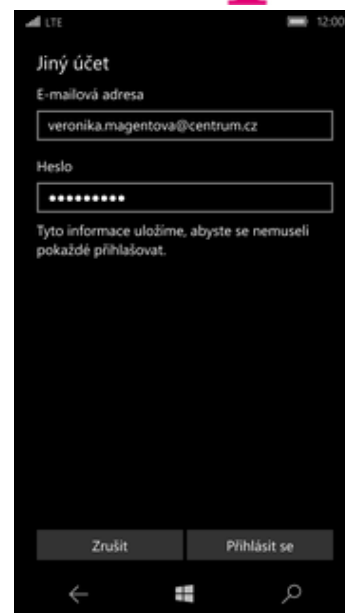 LTE 12:00
Jiný účet
E-mailová adresa
veronika.magentova@centrum.cz
Heslo
•••••••••
Tyto informace uložíme, abyste se nemuseli
pokaždé přihlašovat.
Zrušit Přihlásit se